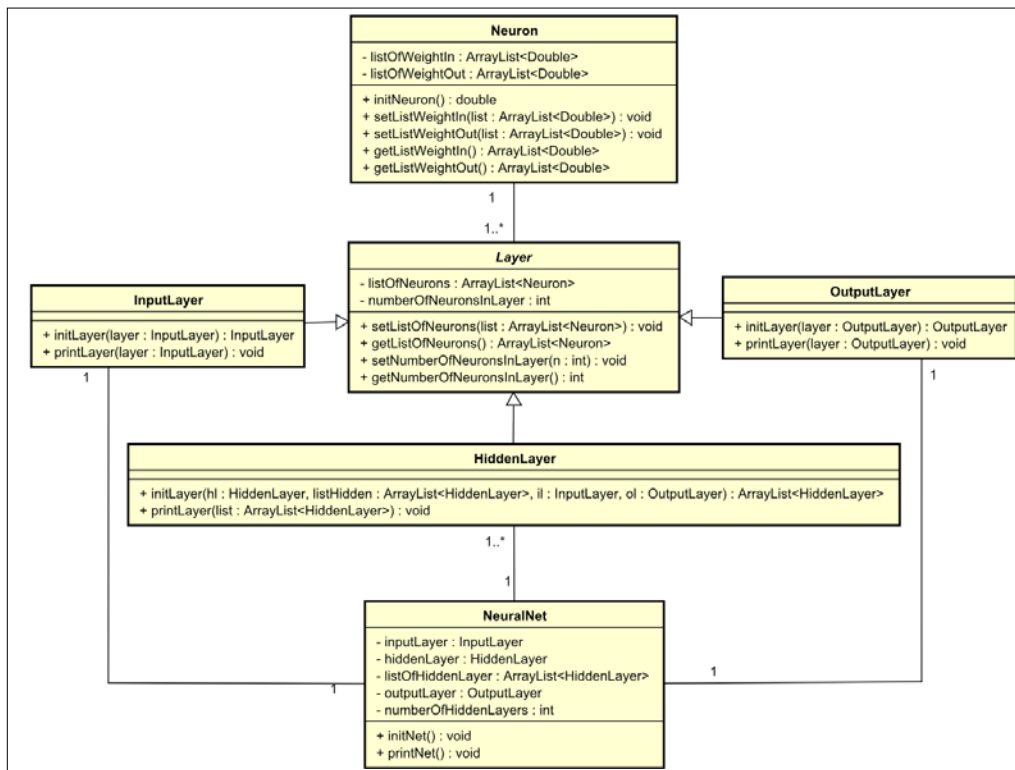 Neuron
- listOfWeightIn : ArrayList<Double>
- listOfWeightOut : ArrayList<Double>
+ initNeuron() : double
+ setListWeightIn(list : ArrayList<Double>) : void
+ setListWeightOut(list : ArrayList<Double>) : void
+ getListWeightIn() : ArrayList<Double>
+ getListWeightOut() : ArrayList<Double>
1
1..*
Layer
- listOfNeurons : ArrayList<Neuron>
- numberOfNeuronsInLayer : int
+ setListOfNeurons(list : ArrayList<Neuron>) : void
+ getListOfNeurons() : ArrayList<Neuron>
+ setNumberOfNeuronsInLayer(n : int) : void
+ getNumberOfNeuronsInLayer() : int
InputLayer
+ initLayer(layer : InputLayer) : InputLayer
+ printLayer(layer : InputLayer) : void
1
OutputLayer
+ initLayer(layer : OutputLayer) : OutputLayer
+ printLayer(layer : OutputLayer) : void
1
HiddenLayer
+ initLayer(hl : HiddenLayer, listHidden : ArrayList<HiddenLayer>, il : InputLayer, ol : OutputLayer) : ArrayList<HiddenLayer>
+ printLayer(list : ArrayList<HiddenLayer>) : void
1..*
1
NeuralNet
- inputLayer : InputLayer
- hiddenLayer : HiddenLayer
- listOfHiddenLayer : ArrayList<HiddenLayer>
- outputLayer : OutputLayer
- numberOfHiddenLayers : int
+ initNet() : void
+ printNet() : void
1
1